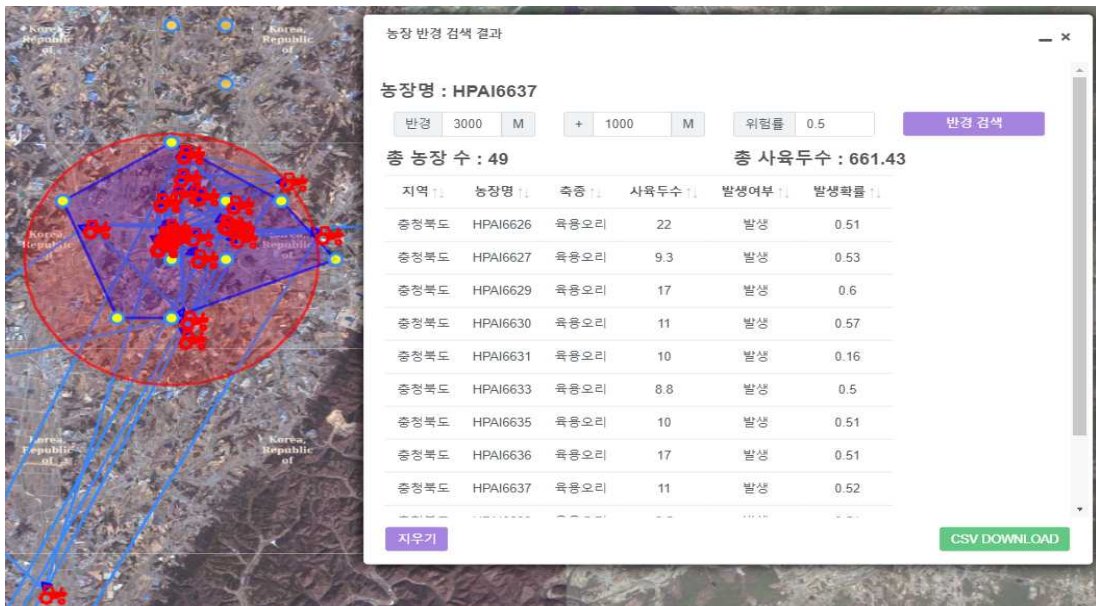 Korea,
Republic
of
Korea,
Republic
of
Korea,
Republic
of
Korea,
Republic
of
Korea,
Republic
of
농장 반경 검색 결과
농장명 : HPAI6637
반경 3000 M + 1000 M 위험률 0.5 반경 검색
총 농장 수 : 49 총 사육두수 : 661.43
지역 농장명 축종 사육두수 발생여부 발생확률
충청북도 HPAI6626 육용오리 22 발생 0.51
충청북도 HPAI6627 육용오리 9.3 발생 0.53
충청북도 HPAI6629 육용오리 17 발생 0.6
충청북도 HPAI6630 육용오리 11 발생 0.57
충청북도 HPAI6631 육용오리 10 발생 0.16
충청북도 HPAI6633 육용오리 8.8 발생 0.5
충청북도 HPAI6635 육용오리 10 발생 0.51
충청북도 HPAI6636 육용오리 17 발생 0.51
충청북도 HPAI6637 육용오리 11 발생 0.52
지우기 CSV DOWNLOAD